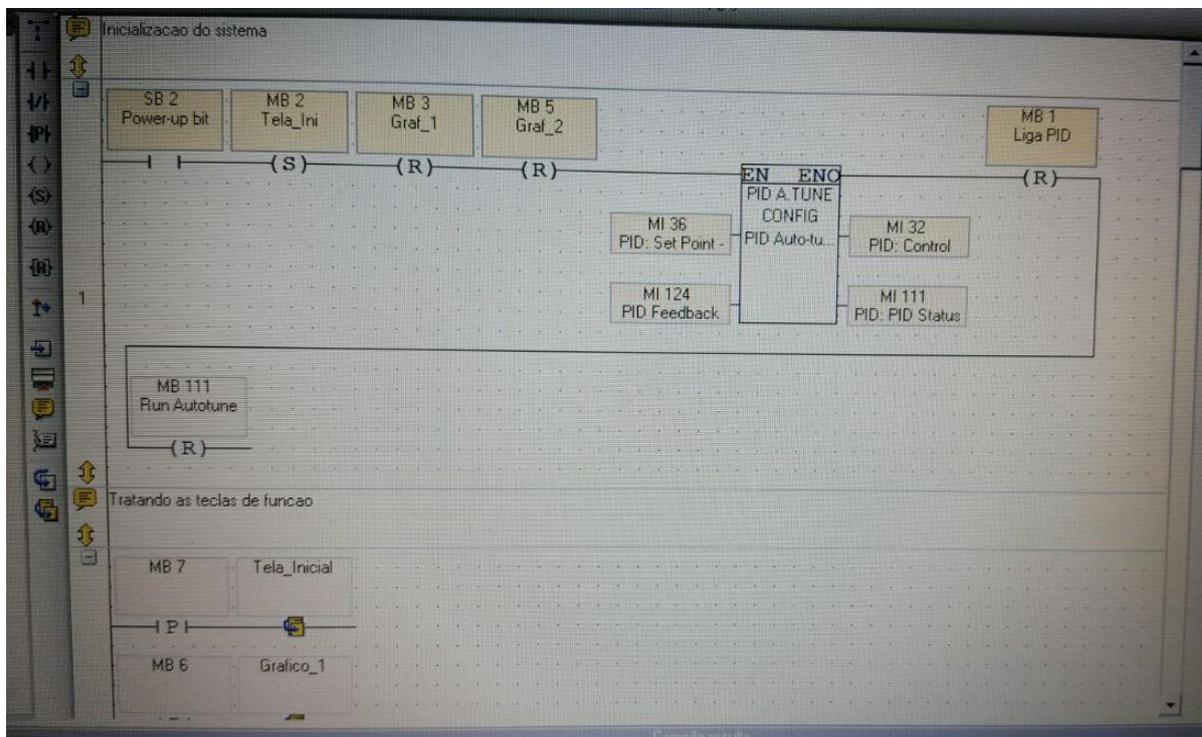 Inicializacao do sistema
SB 2
Power-up bit
MB 2
Tela_Ini
MB 3
Graf_1
MB 5
Graf_2
MB 1
Liga PID
(S)
(R)
(R)
(R)
EN ENO
PID A.TUNE
CONFIG
PID Auto-tu...
MI 36
PID: Set Point -
MI 32
PID: Control
MI 124
PID Feedback
MI 111
PID: PID Status
1
MB 111
Run Autotune
(R)
Tratando as teclas de funcao
MB 7
Tela_Inicial
P
MB 6
Grafico_1